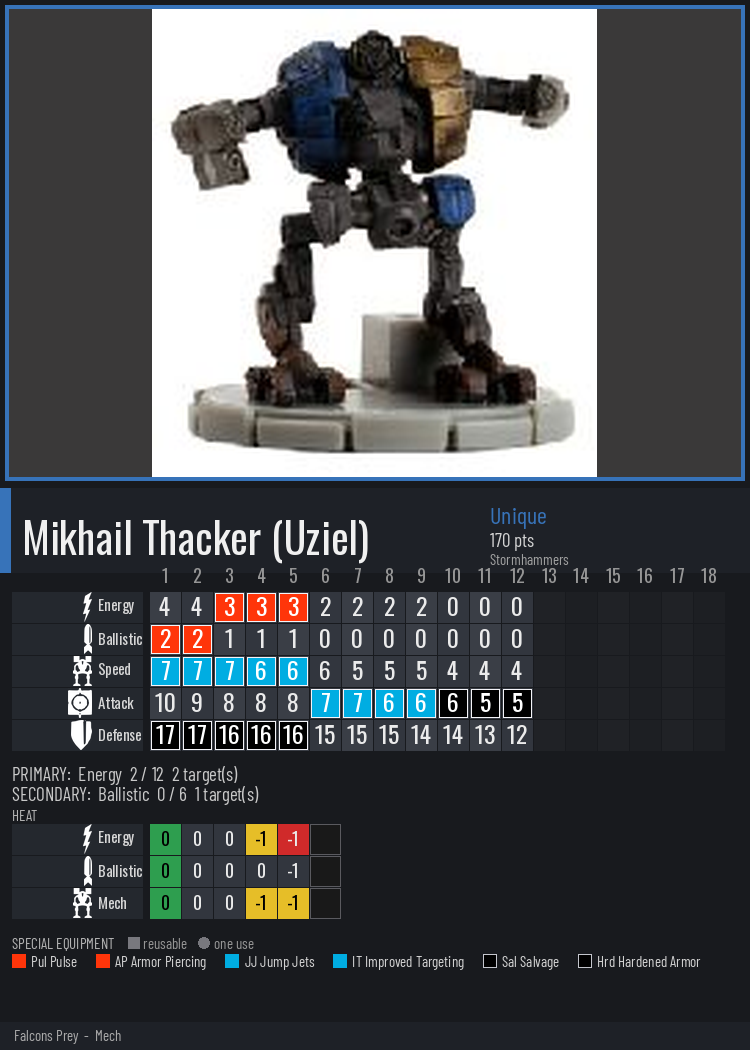 Mikhail Thacker (Uziel)
Unique
170 pts
Stormhammers
1 2 3 4 5 6 7 8 9 10 11 12 13 14 15 16 17 18
Energy 4 4 3 3 3 2 2 2 2 0 0 0
Ballistic 2 2 1 1 1 0 0 0 0 0 0 0
Speed 7 7 7 6 6 6 5 5 5 4 4 4
Attack 10 9 8 8 8 7 7 6 6 6 5 5
Defense 17 17 16 16 16 15 15 15 14 14 13 12
PRIMARY: Energy 2 / 12 2 target(s)
SECONDARY: Ballistic 0 / 6 1 target(s)
HEAT
Energy 0 0 0 -1 -1
Ballistic 0 0 0 0 -1
Mech 0 0 0 -1 -1
SPECIAL EQUIPMENT reusable one use
Pul Pulse AP Armor Piercing JJ Jump Jets IT Improved Targeting Sal Salvage Hrd Hardened Armor
Falcons Prey - Mech